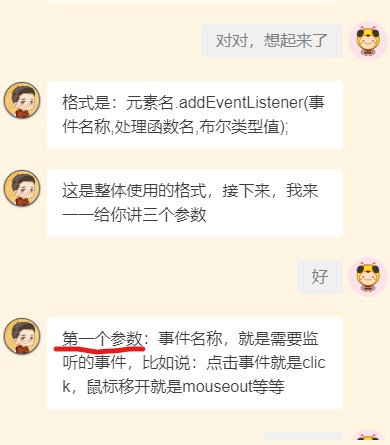 对对，想起来了
格式是：元素名.addEventListener(事
件名称,处理函数名,布尔类型值);
这是整体使用的格式，接下来，我来
一一给你讲三个参数
好
第一个参数：事件名称，就是需要监
听的事件，比如说：点击事件就是clic
k，鼠标移开就是mouseout等等